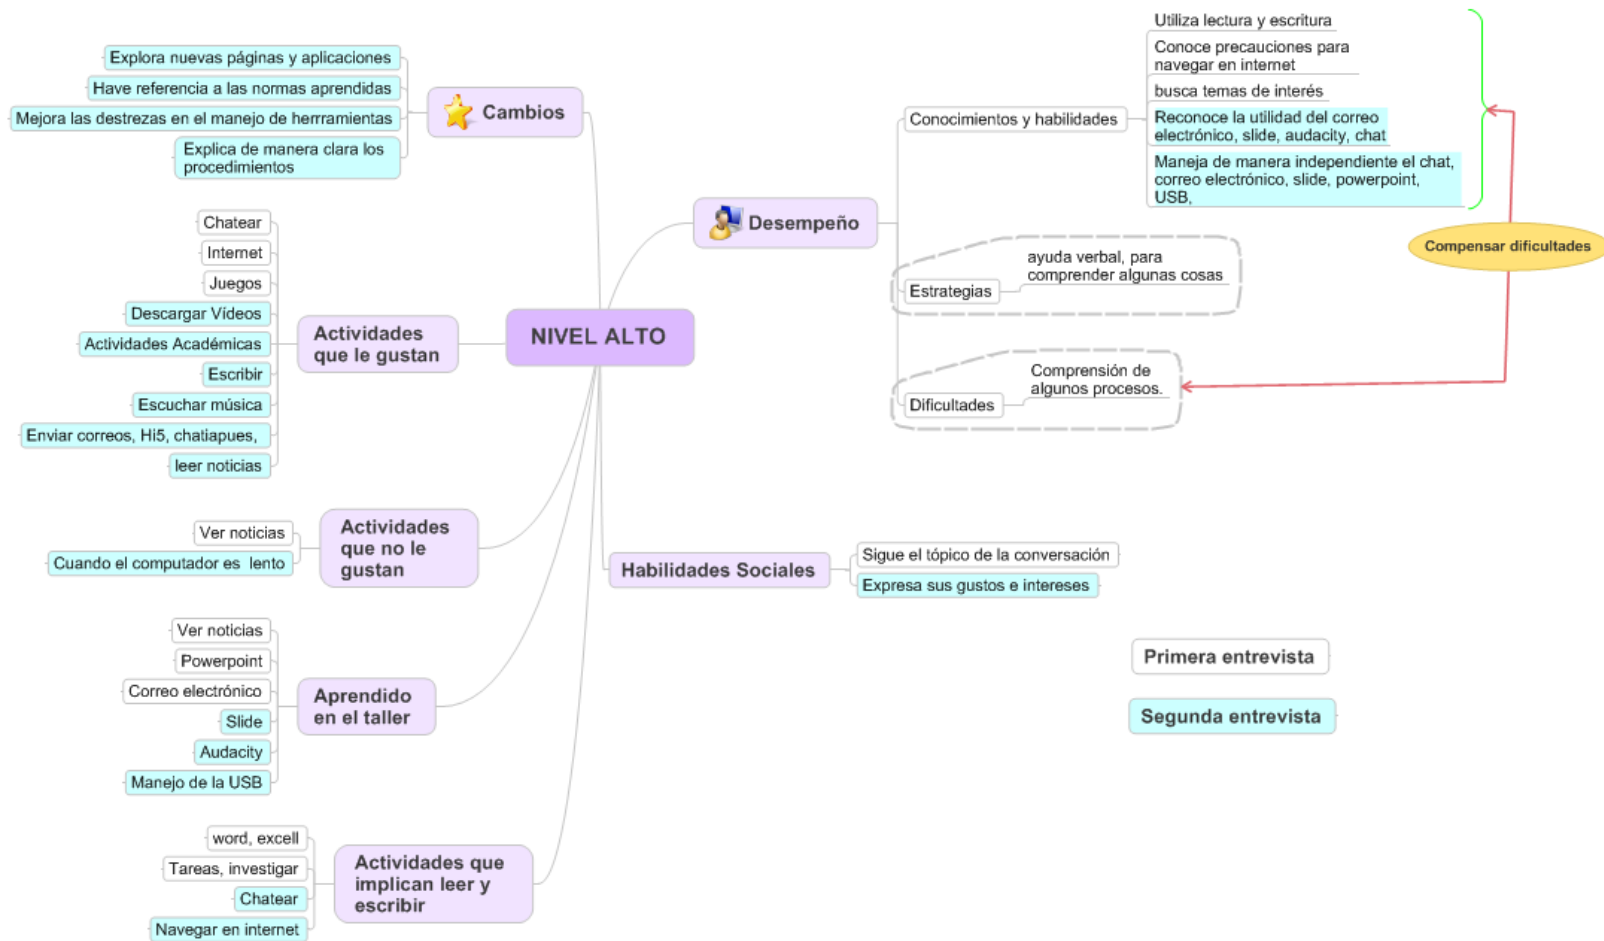 Explora nuevas páginas y aplicaciones
Have referencia a las normas aprendidas
Mejora las destrezas en el manejo de herrramientas
Explica de manera clara los
procedimientos
Cambios
Chatear
Internet
Juegos
Descargar Vídeos
Actividades Académicas
Escribir
Escuchar música
Enviar correos, Hi5, chatiapues,
leer noticias
Actividades
que le gustan
Ver noticias
Cuando el computador es lento
Actividades
que no le
gustan
Ver noticias
Powerpoint
Correo electrónico
Slide
Audacity
Manejo de la USB
Aprendido
en el taller
word, excell
Tareas, investigar
Chatear
Navegar en internet
Actividades que
implican leer y
escribir
NIVEL ALTO
Desempeño
Conocimientos y habilidades
Utiliza lectura y escritura
Conoce precauciones para
navegar en internet
busca temas de interés
Reconoce la utilidad del correo
electrónico, slide, audacity, chat
Maneja de manera independiente el chat,
correo electrónico, slide, powerpoint,
USB,
Compensar dificultades
Estrategias
ayuda verbal, para
comprender algunas cosas
Dificultades
Comprensión de
algunos procesos.
Habilidades Sociales
Sigue el tópico de la conversación
Expresa sus gustos e intereses
Primera entrevista
Segunda entrevista